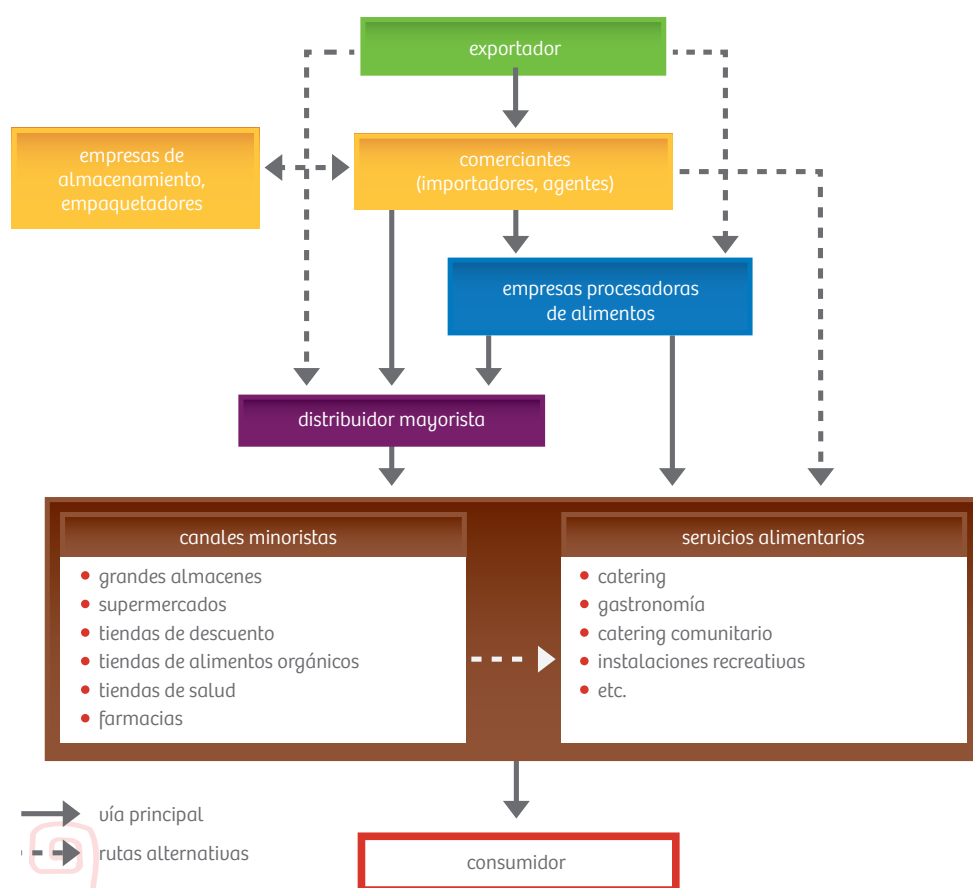 exportador
empresas de
almacenamiento,
empaquetadores
comerciantes
(importadores, agentes)
empresas procesadoras
de alimentos
distribuidor mayorista
canales minoristas
grandes almacenes
supermercados
tiendas de descuento
tiendas de alimentos orgánicos
tiendas de salud
farmacias
servicios alimentarios
catering
gastronomía
catering comunitario
instalaciones recreativas
etc.
vía principal
rutas alternativas
consumidor